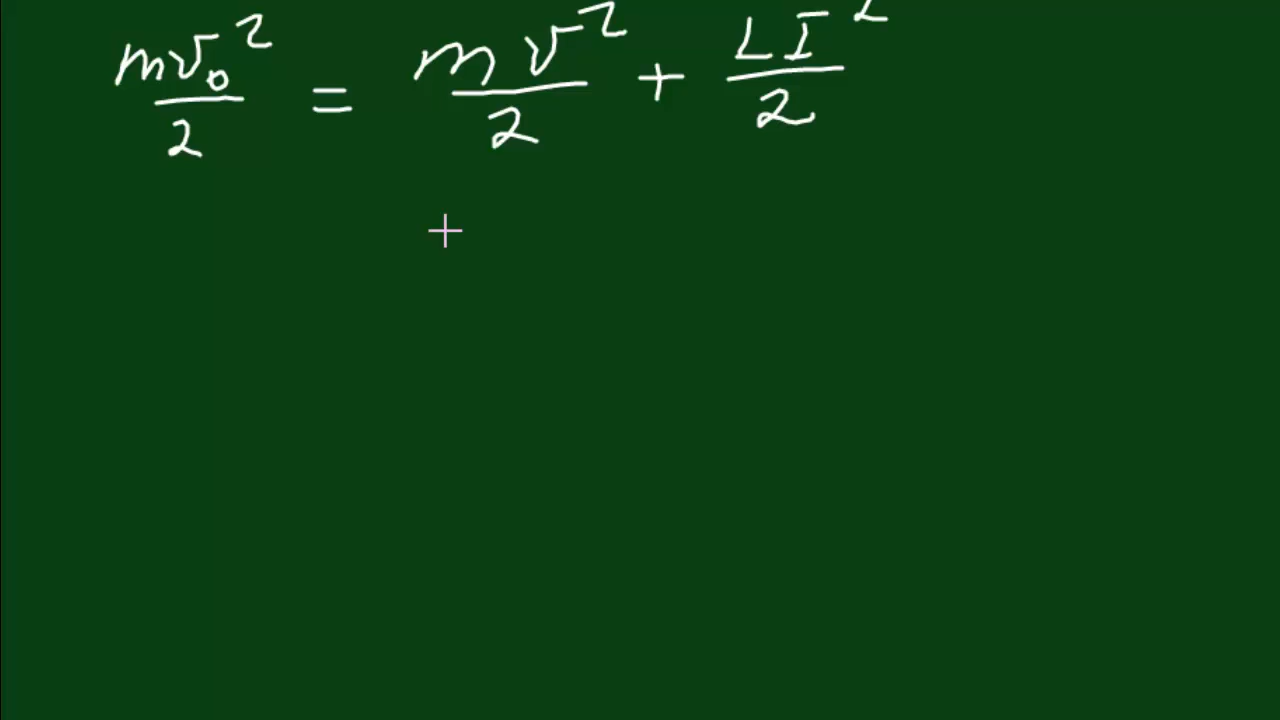 mv₀²/2 = mv²/2 + LI²/2